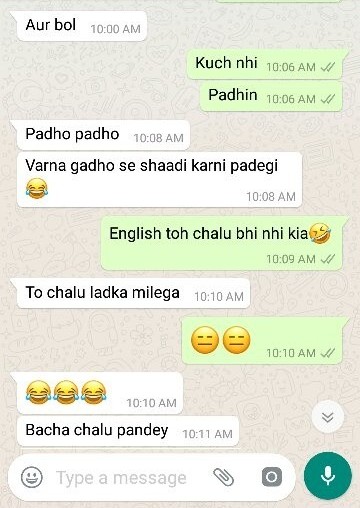 Aur bol 10:00 AM
Kuch nhi 10:06 AM
Padhin 10:06 AM
Padho padho 10:08 AM
Varna gadho se shaadi karni padegi
😂 10:08 AM
English toh chalu bhi nhi kia🤣
10:09 AM
To chalu ladka milega 10:10 AM
😑😑
10:10 AM
😂😂😂 10:10 AM
Bacha chalu pandey 10:11 AM
Type a message